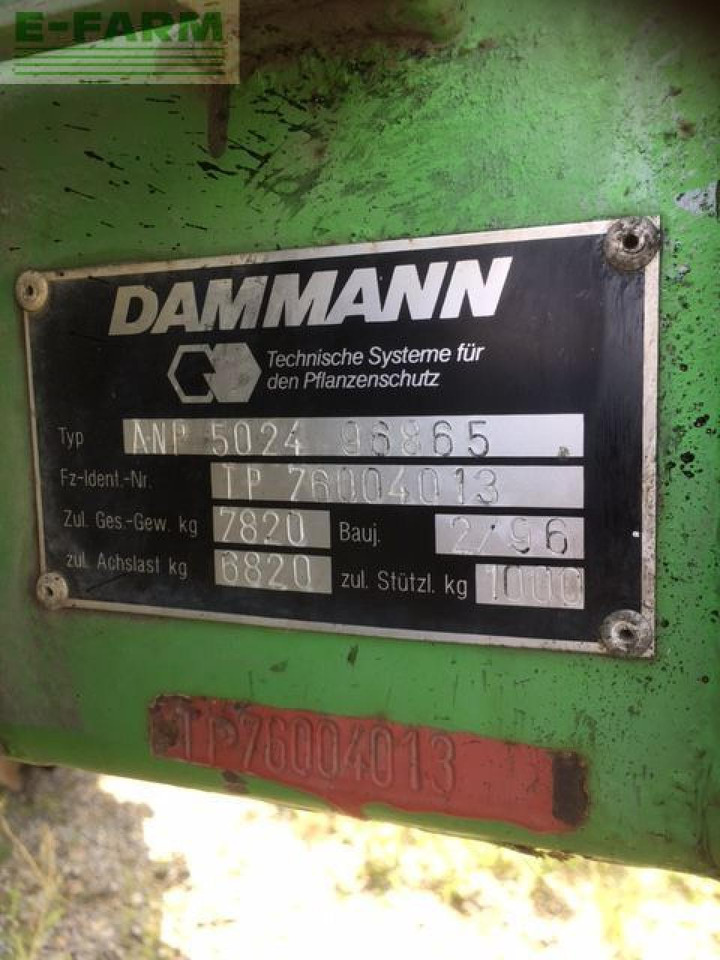 E-FARM
DAMMANN
Technische Systeme für
den Pflanzenschutz
Typ ANP 5024 96865
Fz-Ident.-Nr. TP 76004013
Zul. Ges.-Gew. kg 7820 Bauj. 2/96
zul. Achslast kg 6820 zul. Stützl. kg 1000
TP76004013